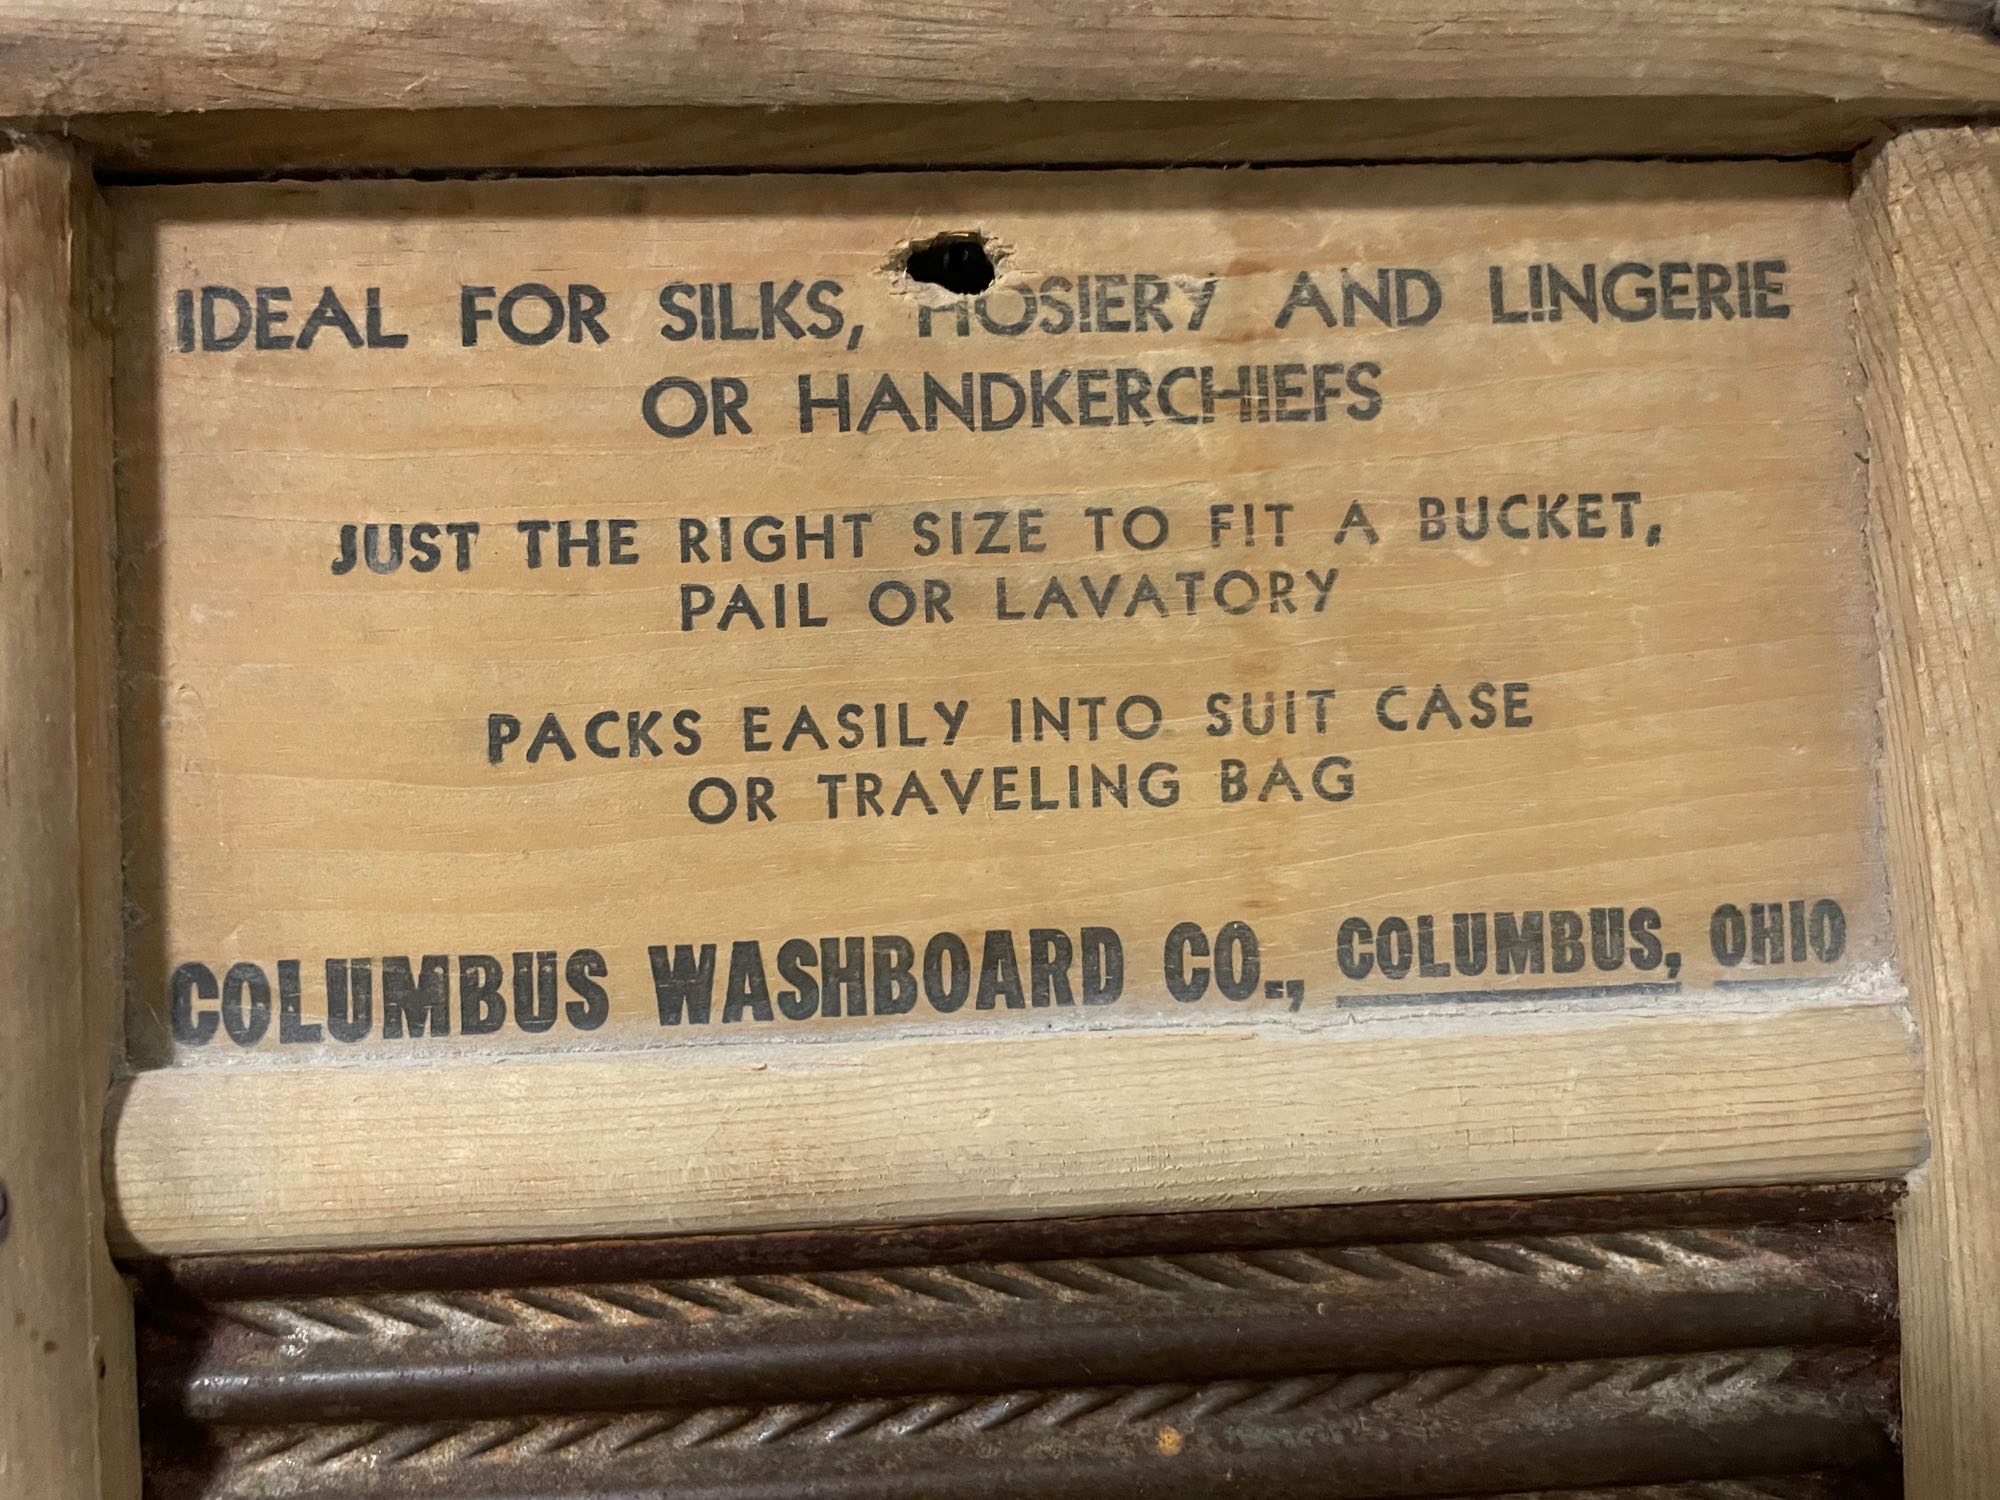 IDEAL FOR SILKS, HOSIERY AND LINGERIE
OR HANDKERCHIEFS
JUST THE RIGHT SIZE TO FIT A BUCKET,
PAIL OR LAVATORY
PACKS EASILY INTO SUIT CASE
OR TRAVELING BAG
COLUMBUS WASHBOARD CO., COLUMBUS, OHIO